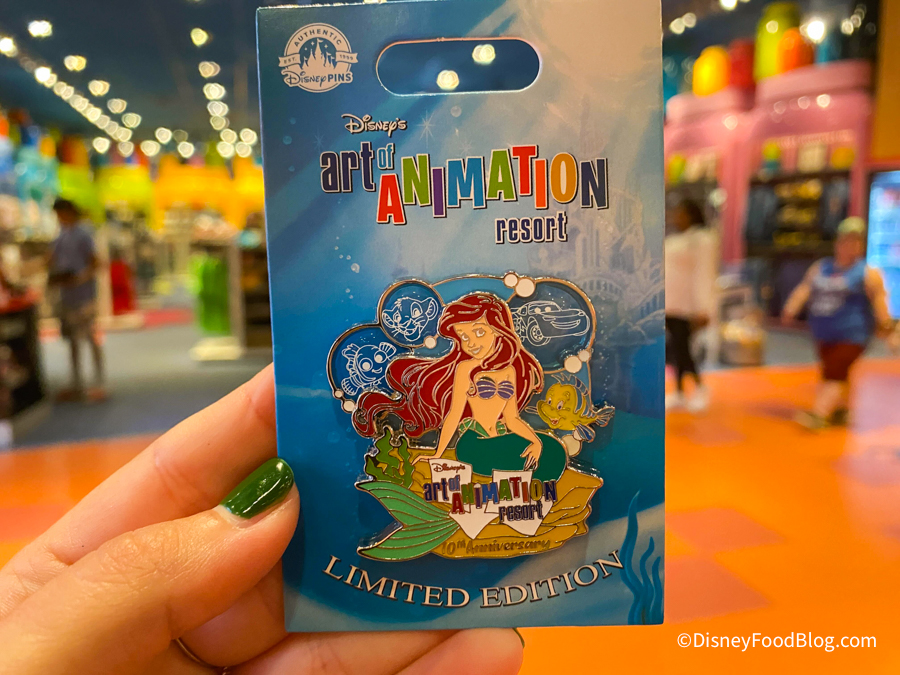 AUTHENTIC
EST. 1999
Disney PINS
Disney's
art of
ANIMATION
resort
Disney's
art of
ANIMATION
resort
10th Anniversary
LIMITED EDITION
©DisneyFoodBlog.com